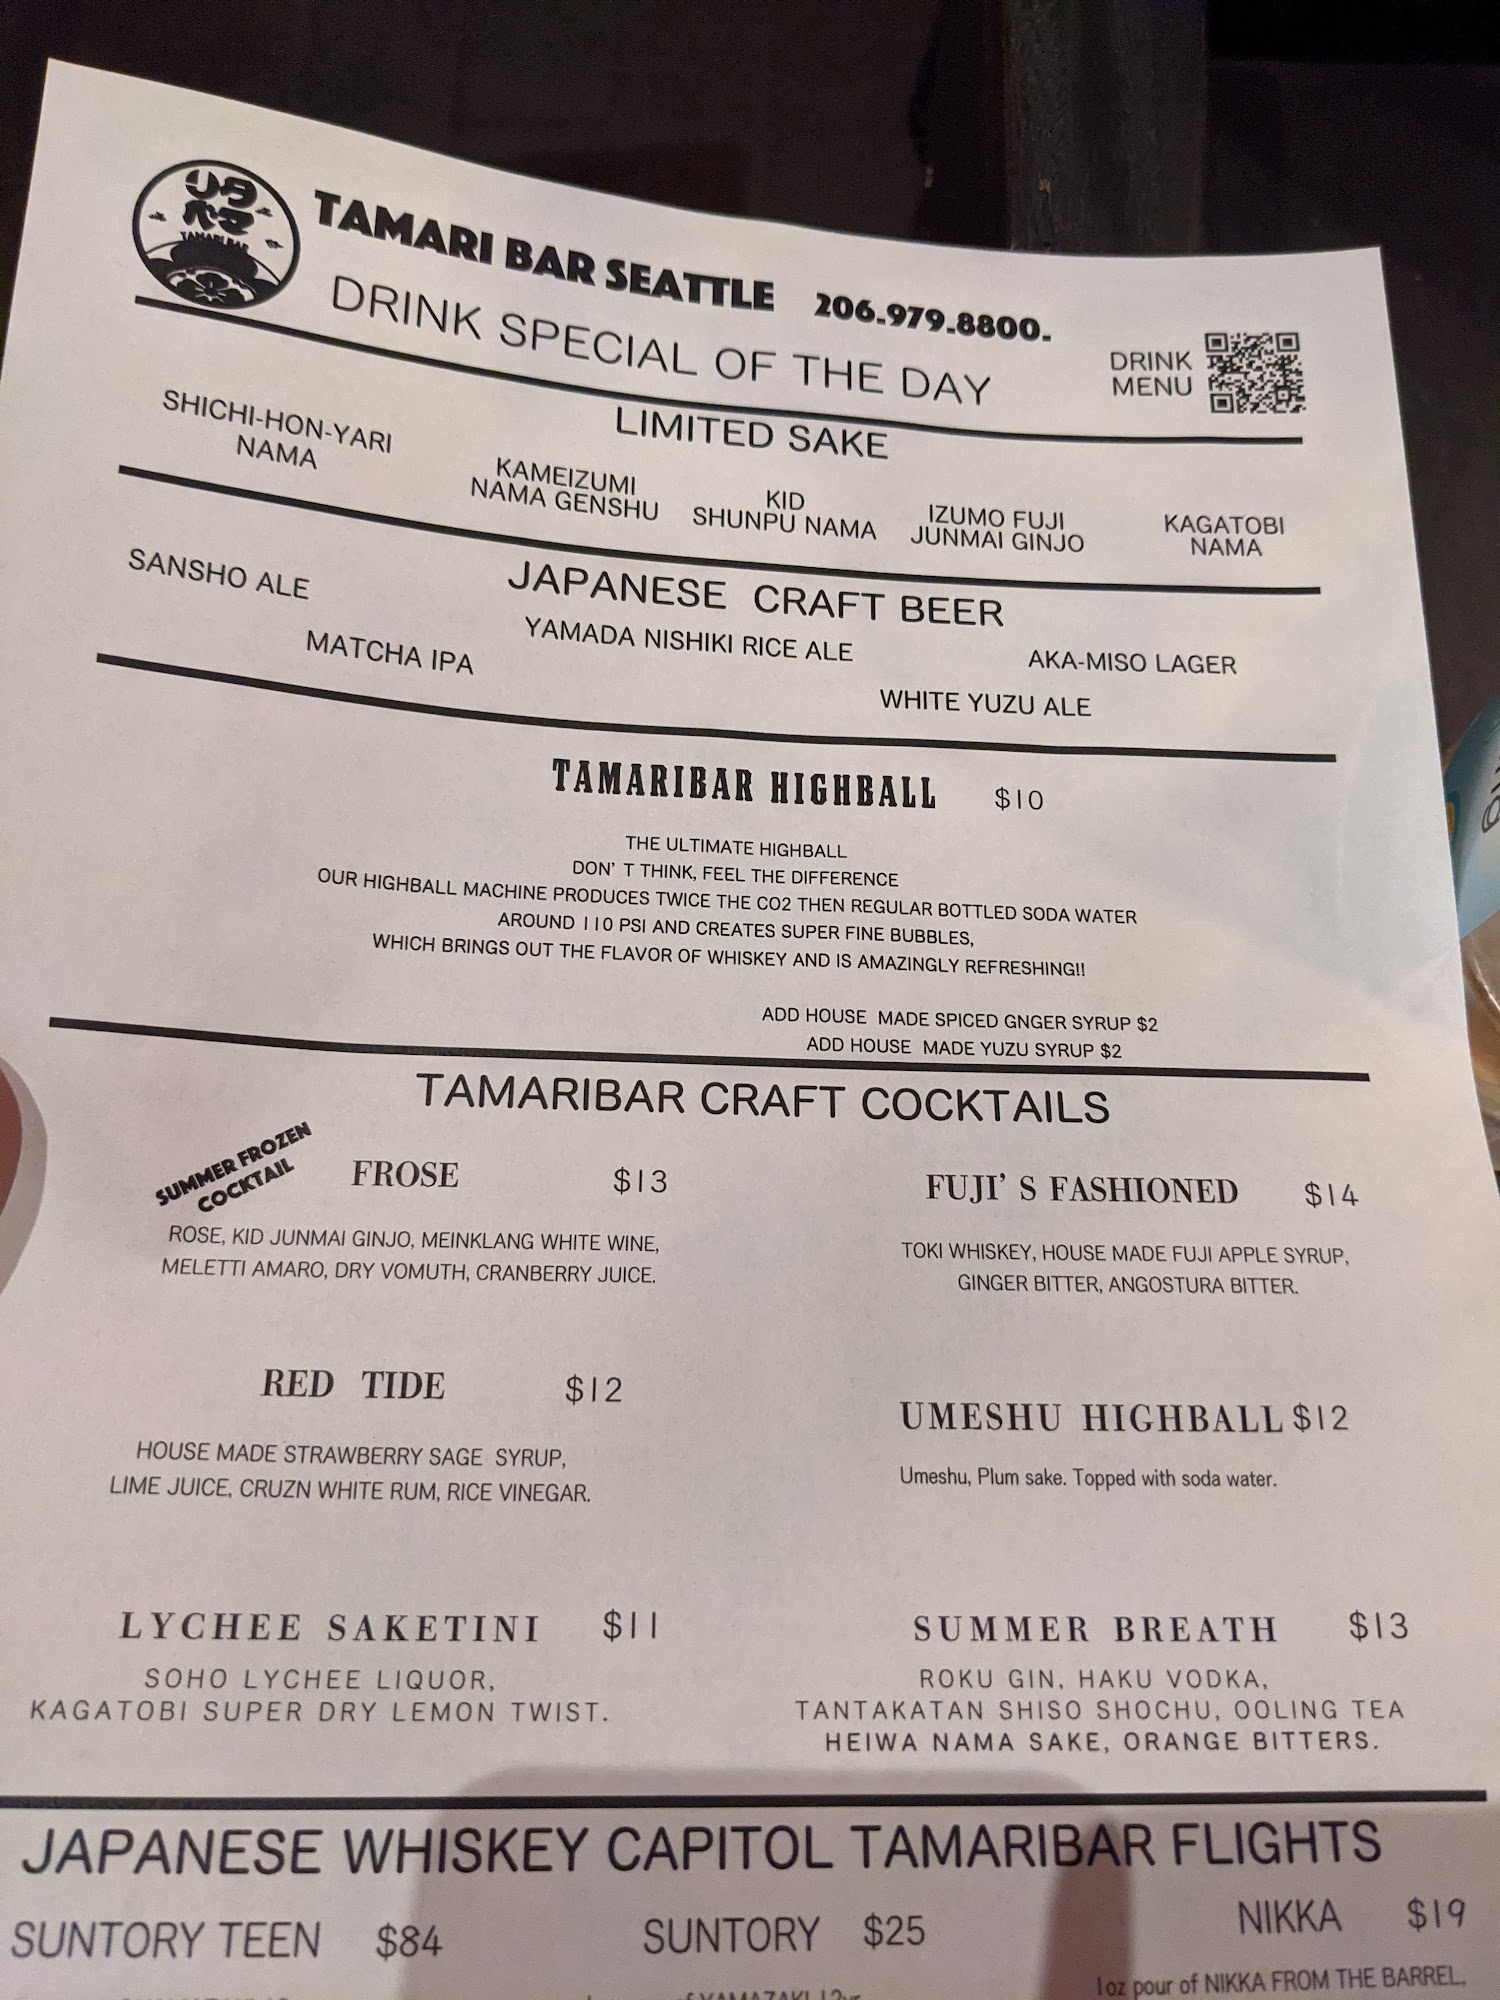 リタ
バマ
TAMARI BAR
TAMARI BAR SEATTLE 206.979.8800.
DRINK SPECIAL OF THE DAY
DRINK
MENU
LIMITED SAKE
SHICHI-HON-YARI
NAMA
KAMEIZUMI
NAMA GENSHU
KID
SHUNPU NAMA
IZUMO FUJI
JUNMAI GINJO
KAGATOBI
NAMA
JAPANESE CRAFT BEER
SANSHO ALE
MATCHA IPA
YAMADA NISHIKI RICE ALE
WHITE YUZU ALE
AKA-MISO LAGER
TAMARIBAR HIGHBALL $10
THE ULTIMATE HIGHBALL
DON' T THINK, FEEL THE DIFFERENCE
OUR HIGHBALL MACHINE PRODUCES TWICE THE CO2 THEN REGULAR BOTTLED SODA WATER
AROUND 110 PSI AND CREATES SUPER FINE BUBBLES,
WHICH BRINGS OUT THE FLAVOR OF WHISKEY AND IS AMAZINGLY REFRESHING!!
ADD HOUSE MADE SPICED GNGER SYRUP $2
ADD HOUSE MADE YUZU SYRUP $2
TAMARIBAR CRAFT COCKTAILS
SUMMER FROZEN
COCKTAIL
FROSE $13
ROSE, KID JUNMAI GINJO, MEINKLANG WHITE WINE,
MELETTI AMARO, DRY VOMUTH, CRANBERRY JUICE.
FUJI' S FASHIONED $14
TOKI WHISKEY, HOUSE MADE FUJI APPLE SYRUP,
GINGER BITTER, ANGOSTURA BITTER.
RED TIDE $12
HOUSE MADE STRAWBERRY SAGE SYRUP,
LIME JUICE, CRUZN WHITE RUM, RICE VINEGAR.
UMESHU HIGHBALL $12
Umeshu, Plum sake. Topped with soda water.
LYCHEE SAKETINI $11
SOHO LYCHEE LIQUOR,
KAGATOBI SUPER DRY LEMON TWIST.
SUMMER BREATH $13
ROKU GIN, HAKU VODKA,
TANTAKATAN SHISO SHOCHU, OOLING TEA
HEIWA NAMA SAKE, ORANGE BITTERS.
JAPANESE WHISKEY CAPITOL TAMARIBAR FLIGHTS
SUNTORY TEEN $84
SUNTORY $25
NIKKA $19
1oz pour of NIKKA FROM THE BARREL,
of YAMAZAKI 12yr